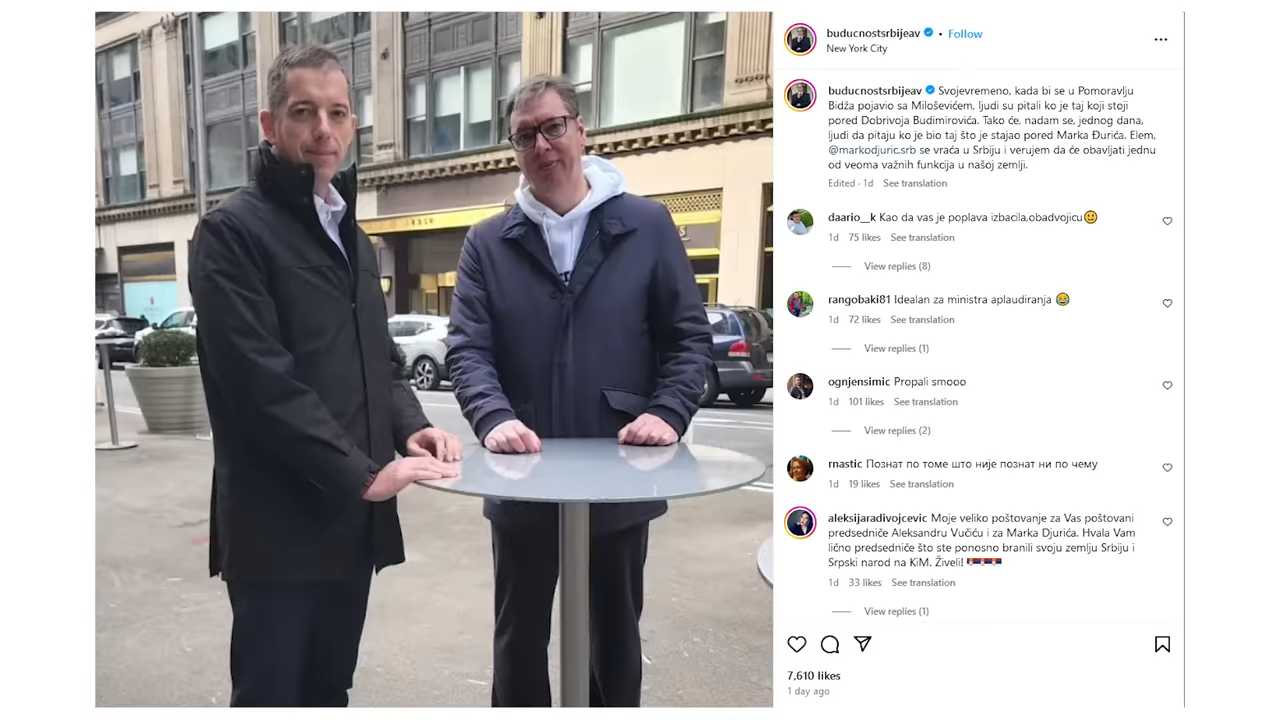 buducnostsrbijeav • Follow
New York City
buducnostsrbijeav Svojevremeno, kada bi se u Pomoravlju
Bidža pojavio sa Miloševićem, ljudi su pitali ko je taj koji stoji
pored Dobrivoja Budimirovića. Tako će, nadam se, jednog dana,
ljudi da pitaju ko je bio taj što je stajao pored Marka Đurića. Elem,
@markodjuric.srb se vraća u Srbiju i verujem da će obavljati jednu
od veoma važnih funkcija u našoj zemlji.
Edited · 1d See translation
daario__k Kao da vas je poplava izbacila,obadvojicu🙂
1d 75 likes See translation
View replies (8)
rangobaki81 Idealan za ministra aplaudiranja 😂
1d 72 likes See translation
View replies (1)
ognjensimic Propali smooo
1d 101 likes See translation
View replies (2)
rnastic Познат по томе што није познат ни по чему
1d 19 likes See translation
aleksijaradivojcevic Moje veliko poštovanje za Vas poštovani
predsedniče Aleksandru Vučiću i za Marka Djurića. Hvala Vam
lično predsedniče što ste ponosno branili svoju zemlju Srbiju i
Srpski narod na KiM. Živeli! 🇷🇸🇷🇸🇷🇸
1d 33 likes See translation
View replies (1)
7,610 likes
1 day ago